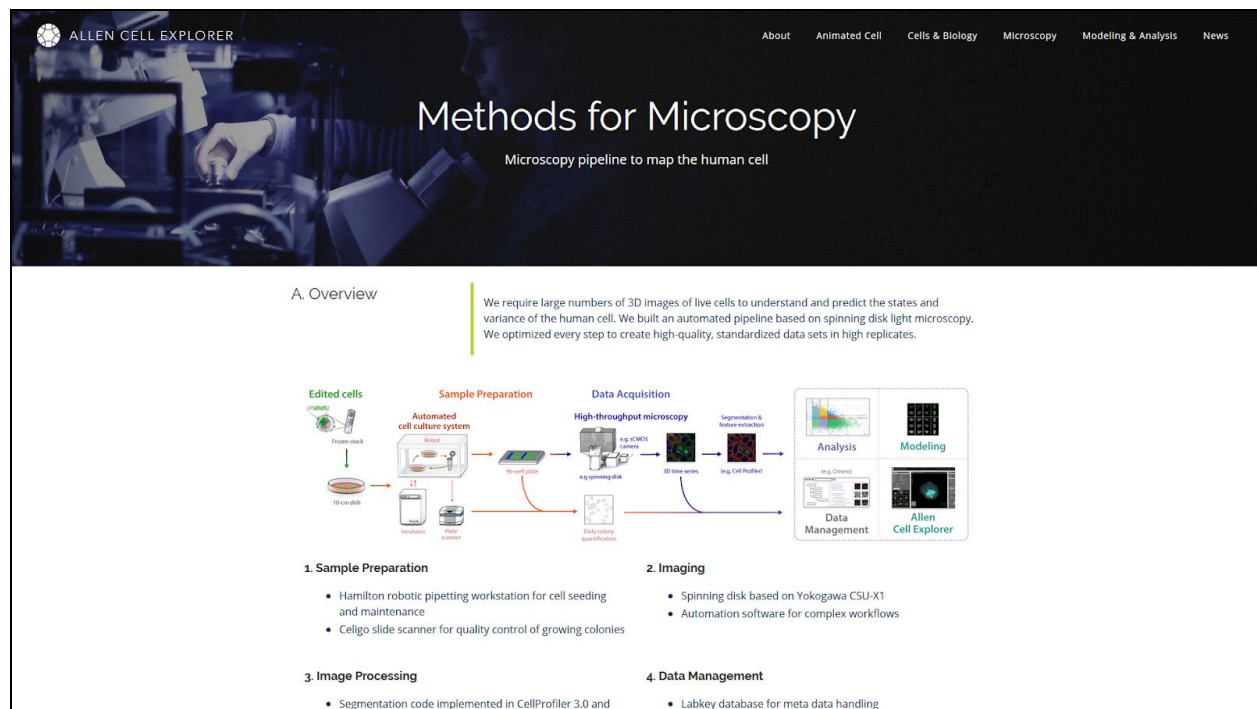 ALLEN CELL EXPLORER
About Animated Cell Cells & Biology Microscopy Modeling & Analysis News
Methods for Microscopy
Microscopy pipeline to map the human cell
A. Overview
We require large numbers of 3D images of live cells to understand and predict the states and
variance of the human cell. We built an automated pipeline based on spinning disk light microscopy.
We optimized every step to create high-quality, standardized data sets in high replicates.
Edited cells
Frozen stock
10-cm dish
Sample Preparation
Automated
cell culture system
Robot
Incubator
Plate
scanner
96-well plate
Data Acquisition
High-throughput microscopy
e.g. sCMOS
camera
e.g spinning disk
3D time series
Daily colony
quantification
Segmentation &
feature extraction
(e.g. Cell Profiler)
Analysis
Modeling
(e.g. Omero)
Data
Management
Allen
Cell Explorer
1. Sample Preparation
• Hamilton robotic pipetting workstation for cell seeding
and maintenance
• Celigo slide scanner for quality control of growing colonies
2. Imaging
• Spinning disk based on Yokogawa CSU-X1
• Automation software for complex workflows
3. Image Processing
• Segmentation code implemented in CellProfiler 3.0 and
4. Data Management
• Labkey database for meta data handling